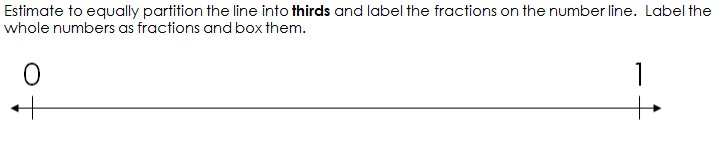 Estimate to equally partition the line into thirds and label the fractions on the number line. Label the
whole numbers as fractions and box them.
0 1